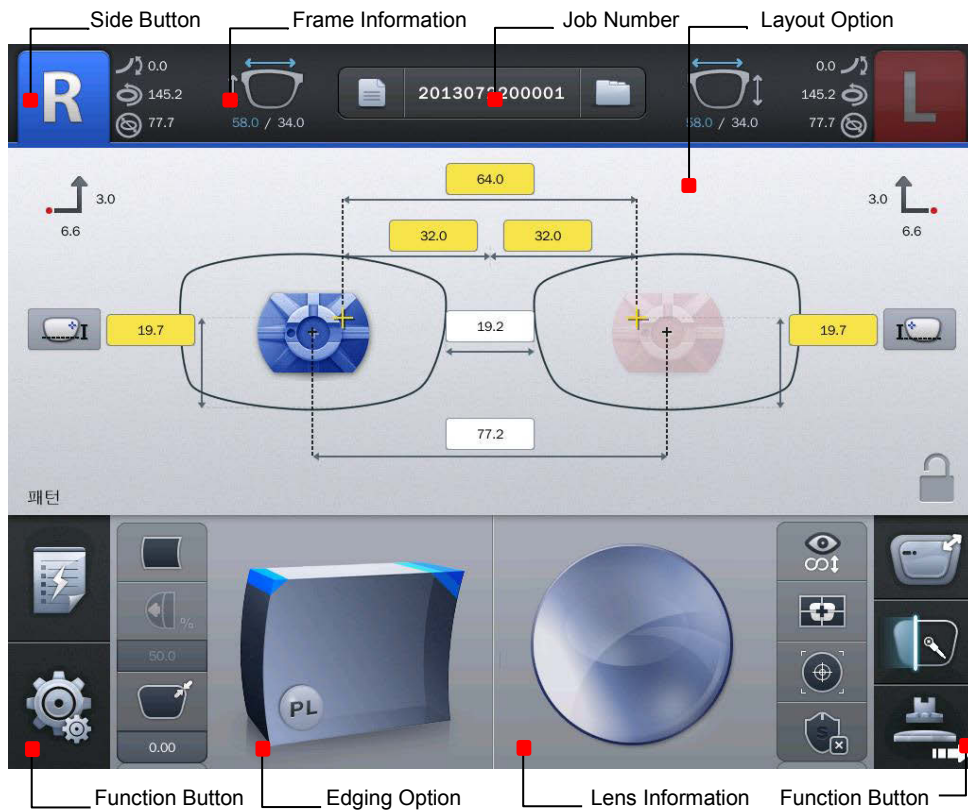 Side Button Frame Information Job Number Layout Option
R 0.0 2013072200001 0.0 L
145.2 145.2
77.7 58.0 / 34.0 58.0 / 34.0 77.7
64.0
3.0 3.0
6.6 32.0 32.0 6.6
19.7 19.2 19.7
77.2
패턴
%
50.0
PL S
0.00
Function Button Edging Option Lens Information Function Button